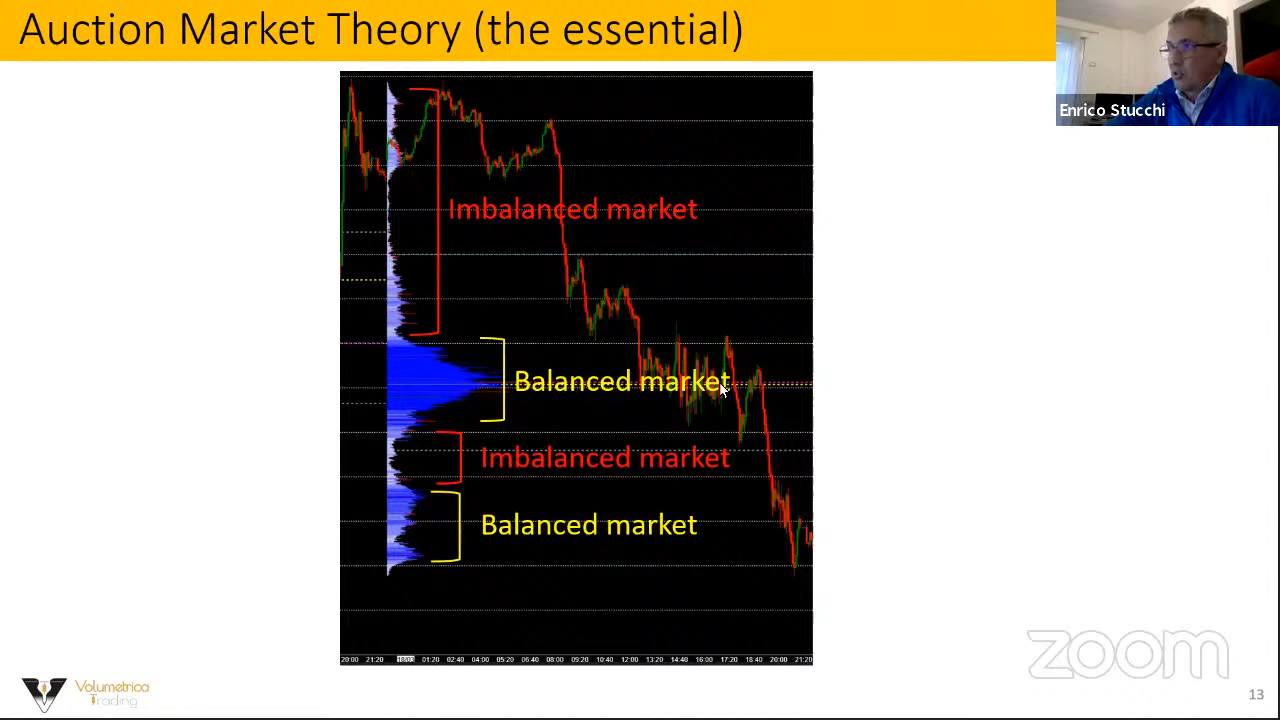 Auction Market Theory (the essential)
Enrico Stucchi
Imbalanced market
Balanced market
Imbalanced market
Balanced market
20:00 21:20 18/03 01:20 02:40 04:00 05:20 06:40 08:00 09:20 10:40 12:00 13:20 14:40 16:00 17:20 18:40 20:00 21:20
Volumetrica
Trading
zoom
13